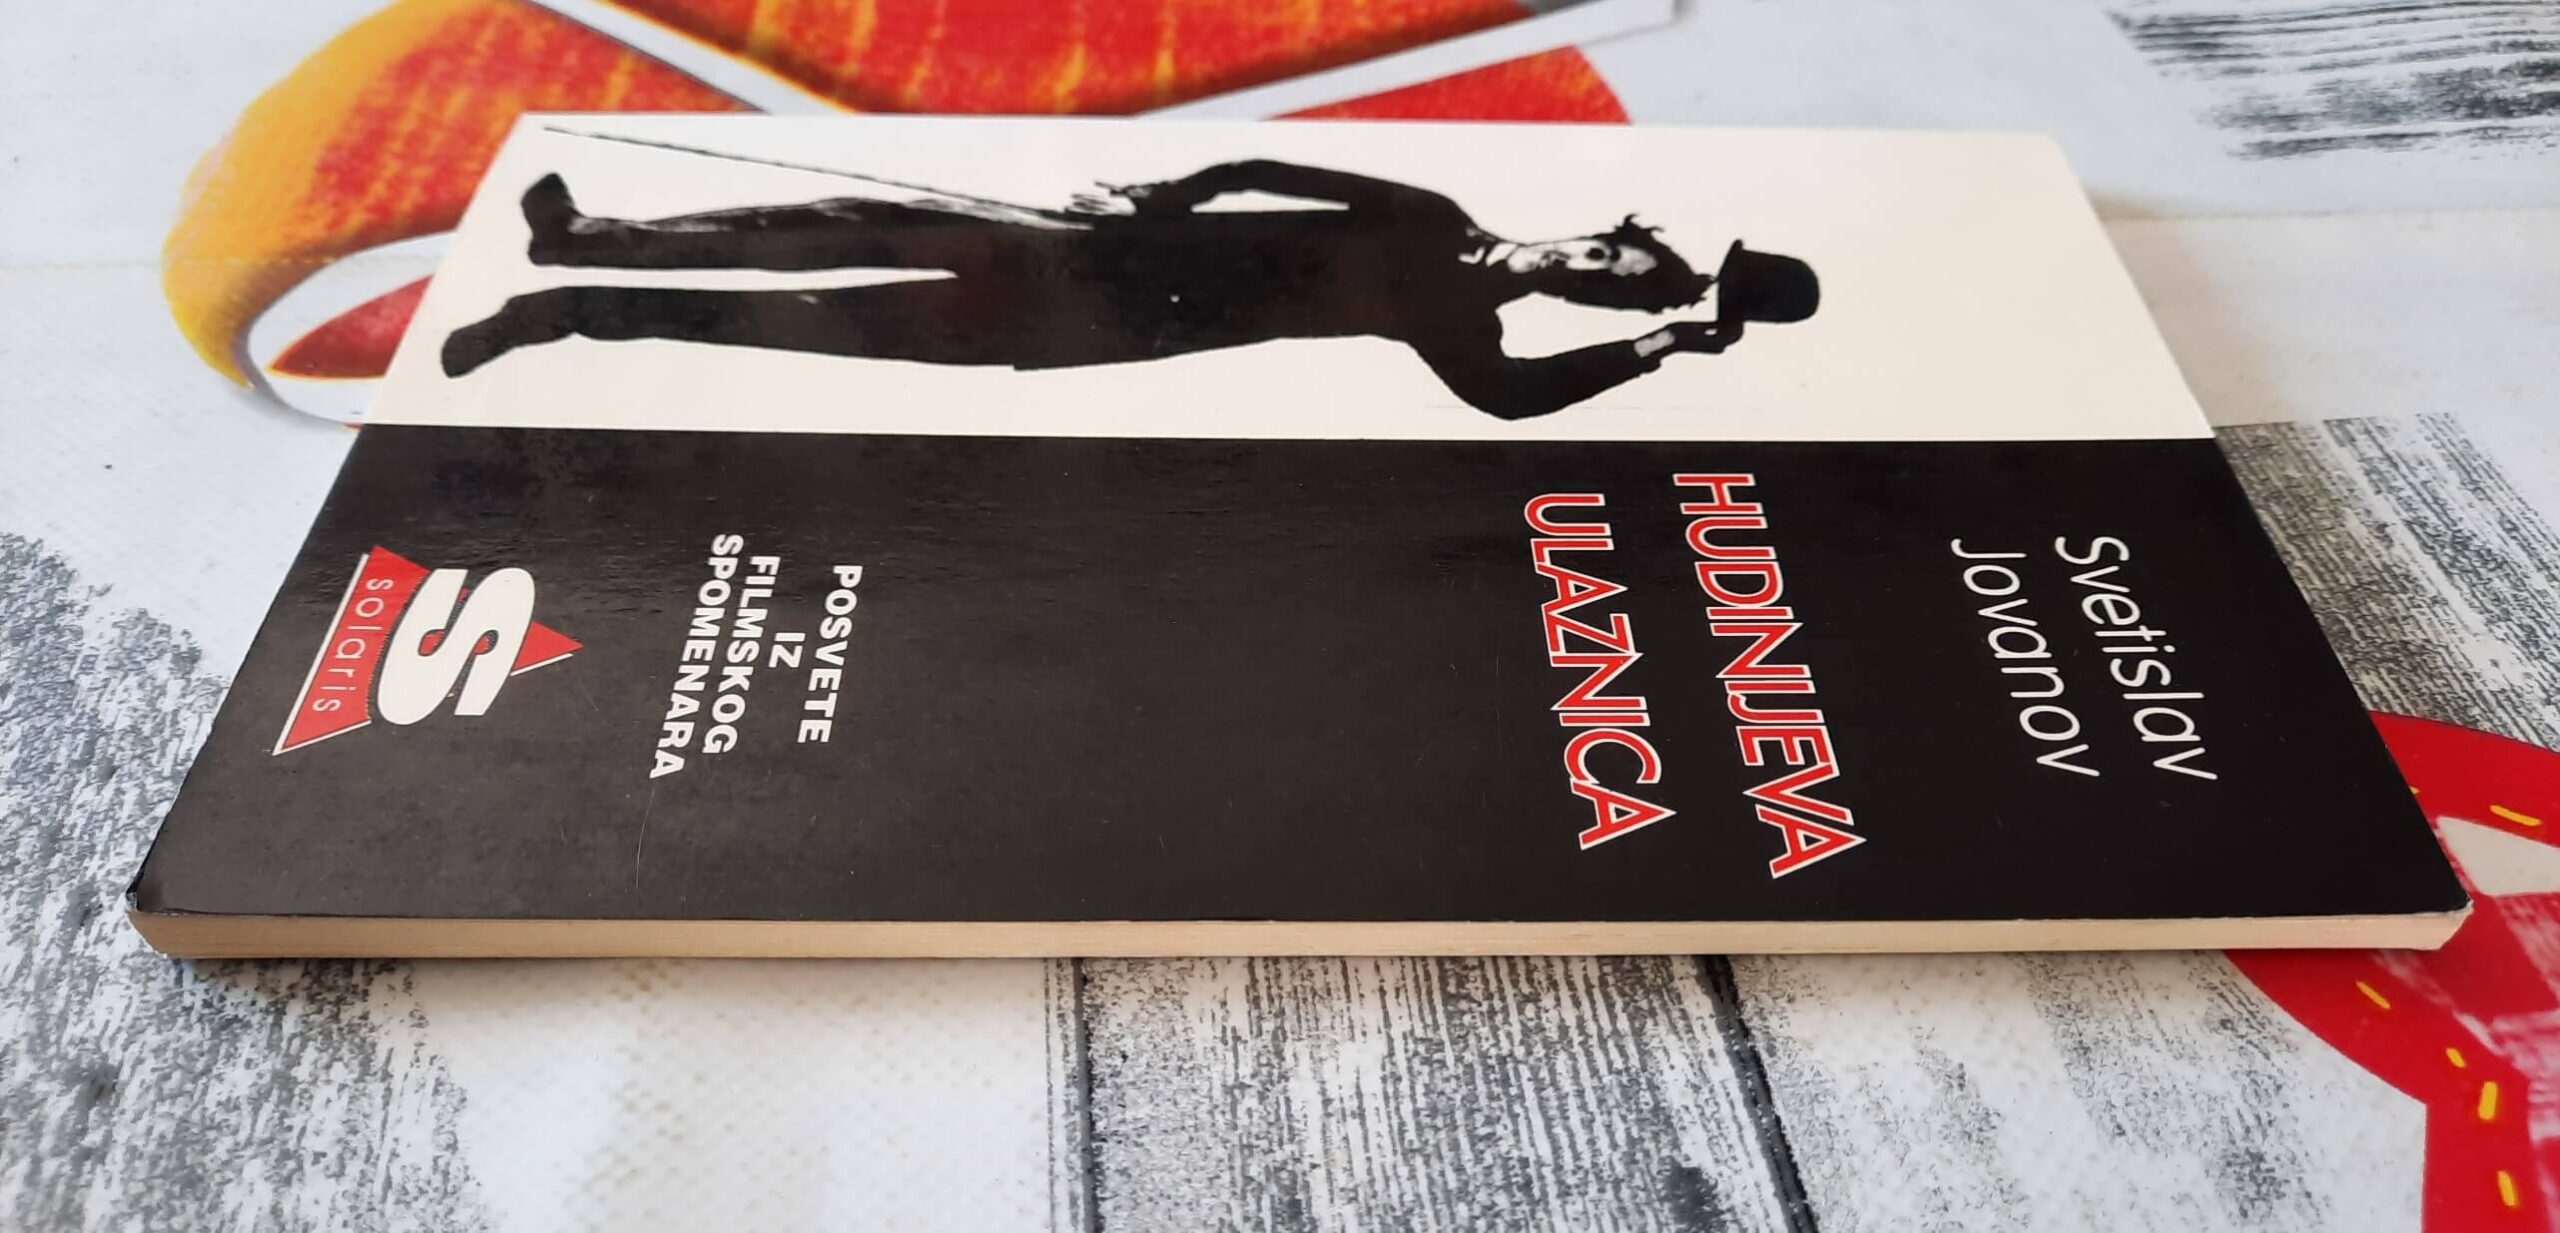 Svetislav
Jovanov
HUDINIJEVA
ULAZNICA
POSVETE
IZ
FILMSKOG
SPOMENARA
S
solaris